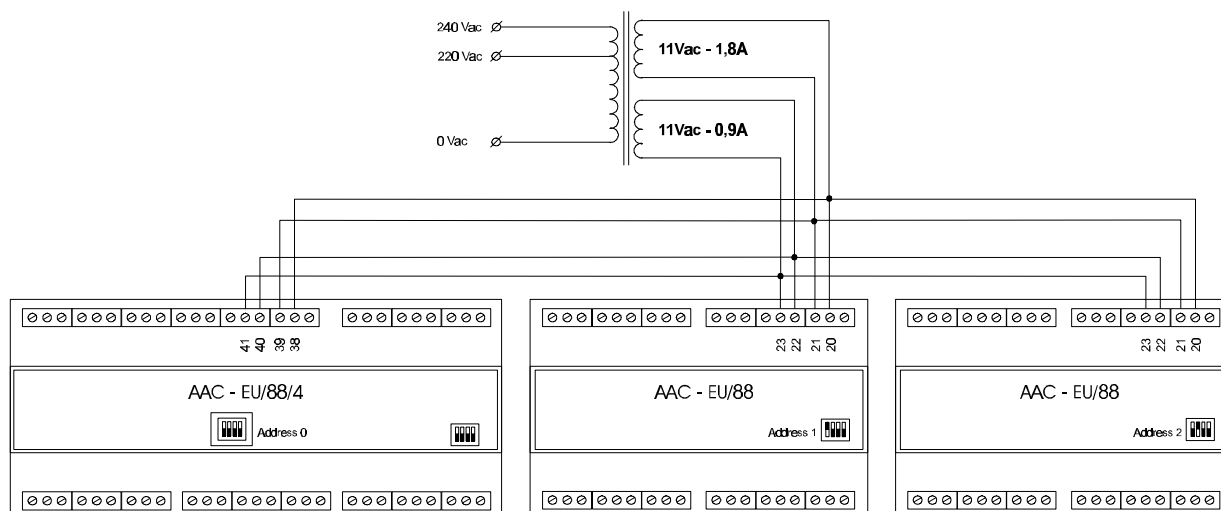 240 Vac
220 Vac
0 Vac
11Vac - 1,8A
11Vac - 0,9A
41 40 39 38
23 22 21 20
23 22 21 20
AAC - EU/88/4
Address 0
AAC - EU/88
Address 1
AAC - EU/88
Address 2